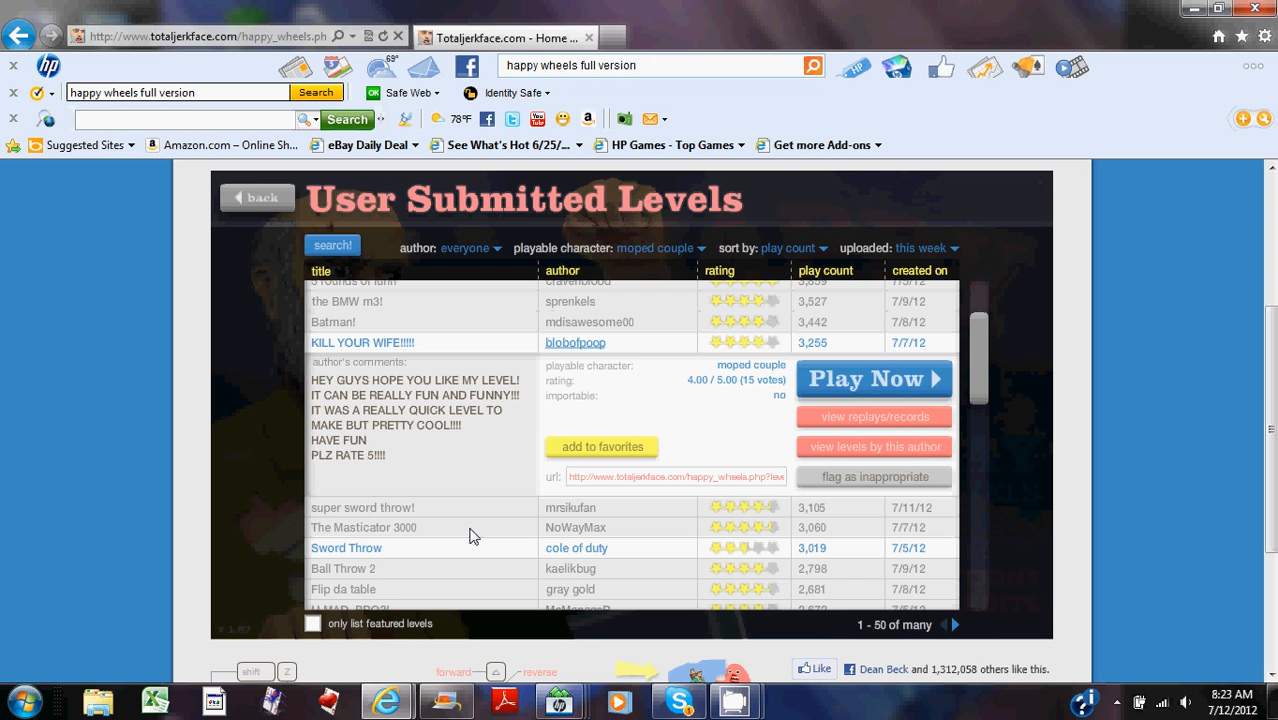 http://www.totaljerkface.com/happy_wheels.ph
Totaljerkface.com - Home ...
hp
69°
happy wheels full version
happy wheels full version
Search
OK Safe Web
Identity Safe
Search
78°F
Suggested Sites
Amazon.com – Online Sh...
eBay Daily Deal
See What's Hot 6/25/...
HP Games - Top Games
Get more Add-ons
back
User Submitted Levels
search!
author: everyone
playable character: moped couple
sort by: play count
uploaded: this week
title author rating play count created on
the BMW m3! sprenkels 3,527 7/9/12
Batman! mdisawesome00 3,442 7/8/12
KILL YOUR WIFE!!!!! blobofpoop 3,255 7/7/12
author's comments:
HEY GUYS HOPE YOU LIKE MY LEVEL!
IT CAN BE REALLY FUN AND FUNNY!!!
IT WAS A REALLY QUICK LEVEL TO
MAKE BUT PRETTY COOL!!!!
HAVE FUN
PLZ RATE 5!!!!
playable character: moped couple
rating: 4.00 / 5.00 (15 votes)
importable: no
add to favorites
url: http://www.totaljerkface.com/happy_wheels.php?leve
Play Now
view replays/records
view levels by this author
flag as inappropriate
super sword throw! mrsikufan 3,105 7/11/12
The Masticator 3000 NoWayMax 3,060 7/7/12
Sword Throw cole of duty 3,019 7/5/12
Ball Throw 2 kaelikbug 2,798 7/9/12
Flip da table gray gold 2,681 7/8/12
only list featured levels
1 - 50 of many
shift Z
forward reverse
Like
Dean Beck and 1,312,058 others like this.
8:23 AM
7/12/2012